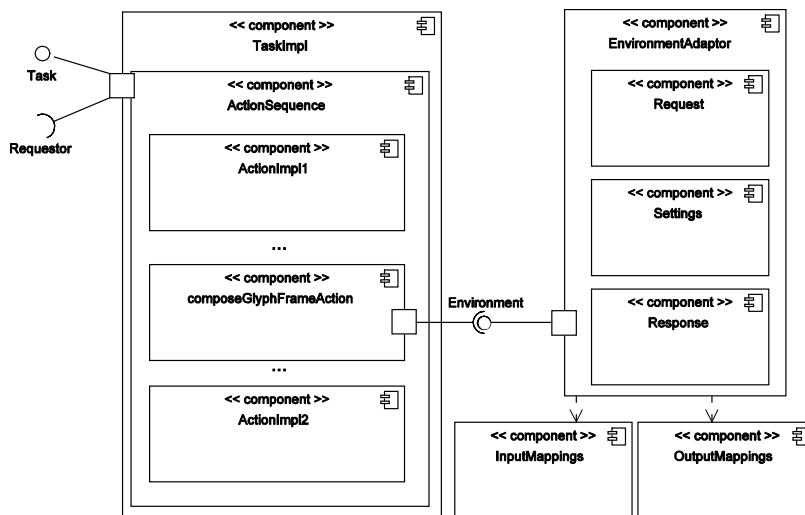 << component >>
TaskImpl
Task
Requestor
<< component >>
ActionSequence
<< component >>
ActionImpl1
...
<< component >>
composeGlyphFrameAction
...
<< component >>
ActionImpl2
Environment
<< component >>
EnvironmentAdaptor
<< component >>
Request
<< component >>
Settings
<< component >>
Response
<< component >>
InputMappings
<< component >>
OutputMappings